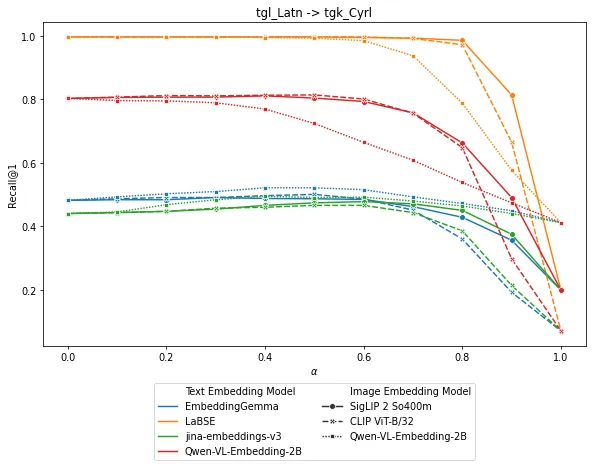 tgl_Latn -> tgk_Cyrl
Recall@1
1.0
0.8
0.6
0.4
0.2
0.0 0.2 0.4 0.6 0.8 1.0
α
Text Embedding Model Image Embedding Model
EmbeddingGemma SigLIP 2 So400m
LaBSE CLIP ViT-B/32
jina-embeddings-v3 Qwen-VL-Embedding-2B
Qwen-VL-Embedding-2B